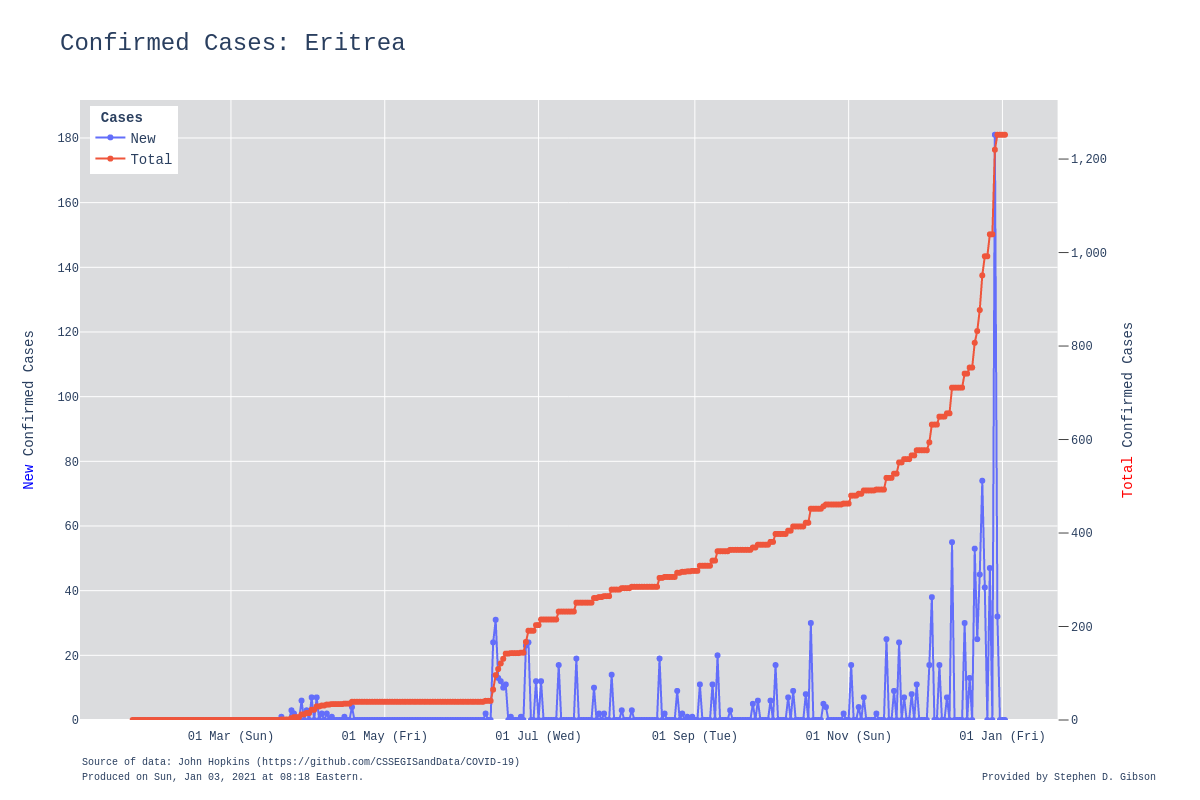 Confirmed Cases: Eritrea
Cases
New
Total
180
160
140
120
100
80
60
40
20
0
1,200
1,000
800
600
400
200
0
New Confirmed Cases
Total Confirmed Cases
01 Mar (Sun)
01 May (Fri)
01 Jul (Wed)
01 Sep (Tue)
01 Nov (Sun)
01 Jan (Fri)
Source of data: John Hopkins (https://github.com/CSSEGISandData/COVID-19)
Produced on Sun, Jan 03, 2021 at 08:18 Eastern.
Provided by Stephen D. Gibson